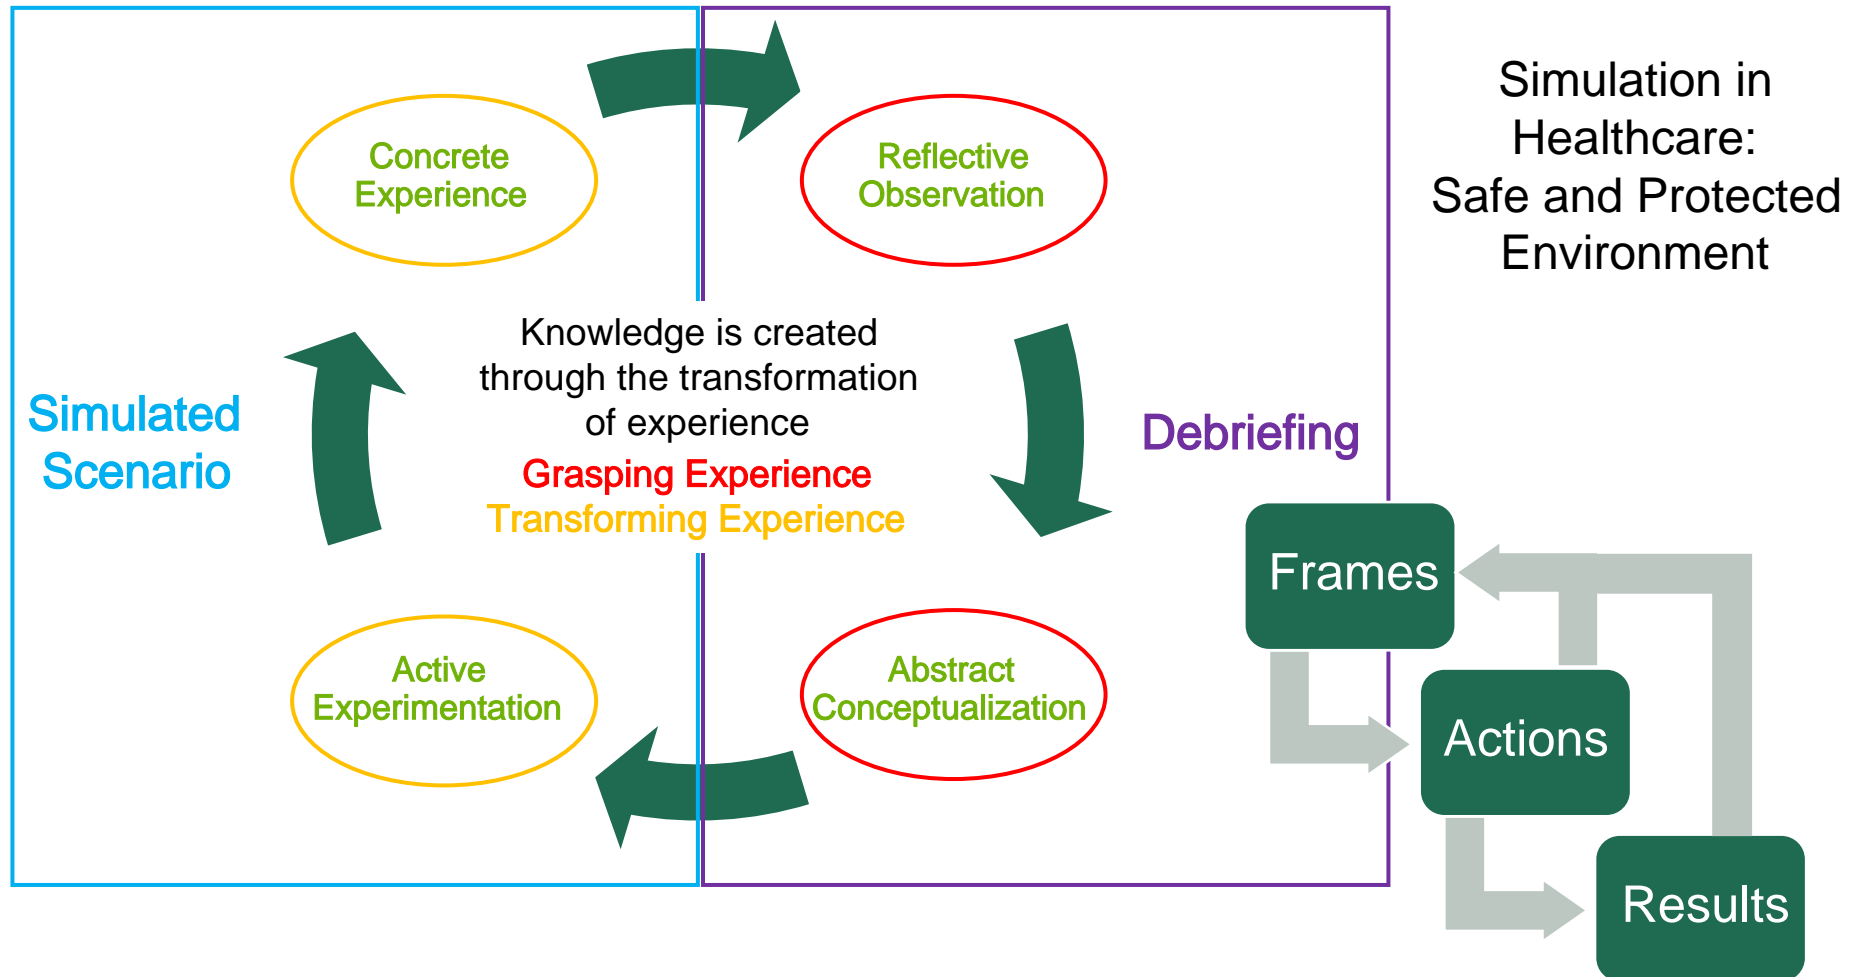 Simulation in
Healthcare:
Safe and Protected
Environment
Concrete
Experience
Reflective
Observation
Knowledge is created
through the transformation
of experience
Grasping Experience
Transforming Experience
Simulated
Scenario
Debriefing
Active
Experimentation
Abstract
Conceptualization
Frames
Actions
Results